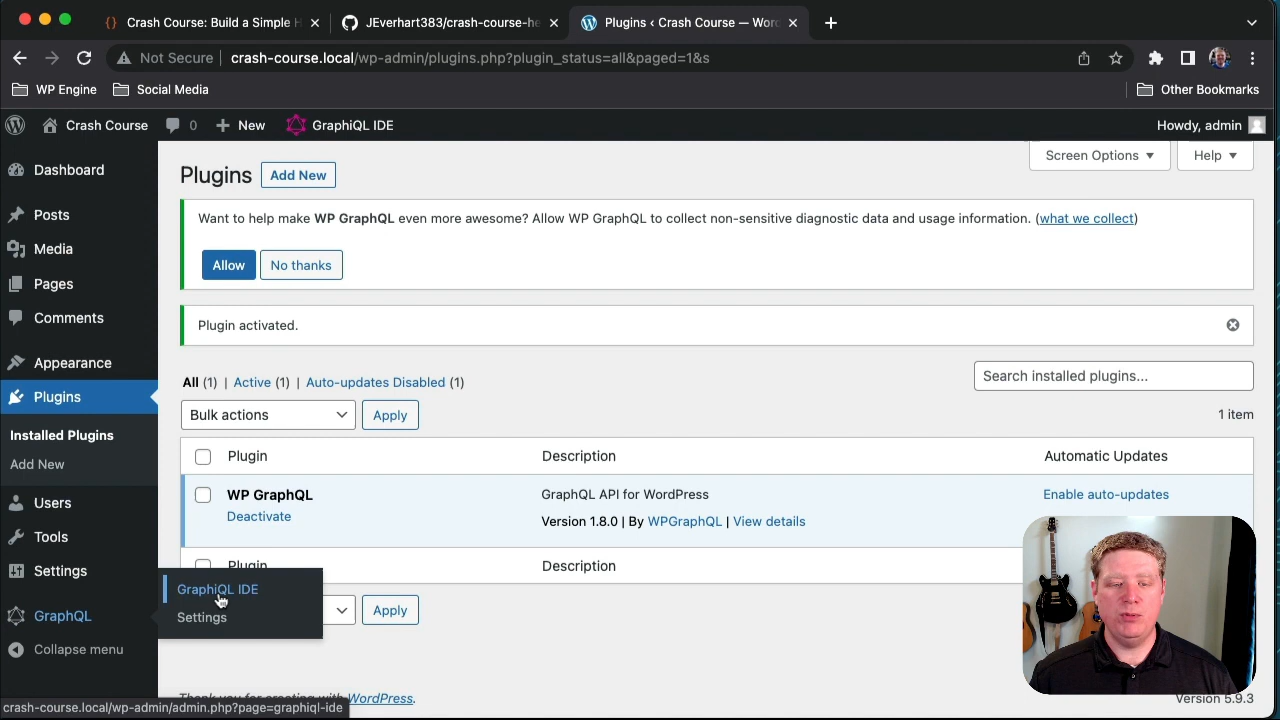 Crash Course: Build a Simple H
JEverhart383/crash-course-he
Plugins ‹ Crash Course — Wor
Not Secure crash-course.local/wp-admin/plugins.php?plugin_status=all&paged=1&s
WP Engine Social Media Other Bookmarks
Crash Course 0 New GraphiQL IDE Howdy, admin
Dashboard
Posts
Media
Pages
Comments
Appearance
Plugins
Installed Plugins
Add New
Users
Tools
Settings
GraphQL
Collapse menu
GraphiQL IDE
Settings
Screen Options Help
Plugins Add New
Want to help make WP GraphQL even more awesome? Allow WP GraphQL to collect non-sensitive diagnostic data and usage information. (what we collect)
Allow No thanks
Plugin activated.
All (1) | Active (1) | Auto-updates Disabled (1)
Search installed plugins...
Bulk actions Apply
1 item
Plugin Description Automatic Updates
WP GraphQL GraphQL API for WordPress Enable auto-updates
Deactivate Version 1.8.0 | By WPGraphQL | View details
Plugin Description
Apply
Thank you for creating with WordPress.
Version 5.9.3
crash-course.local/wp-admin/admin.php?page=graphiql-ide